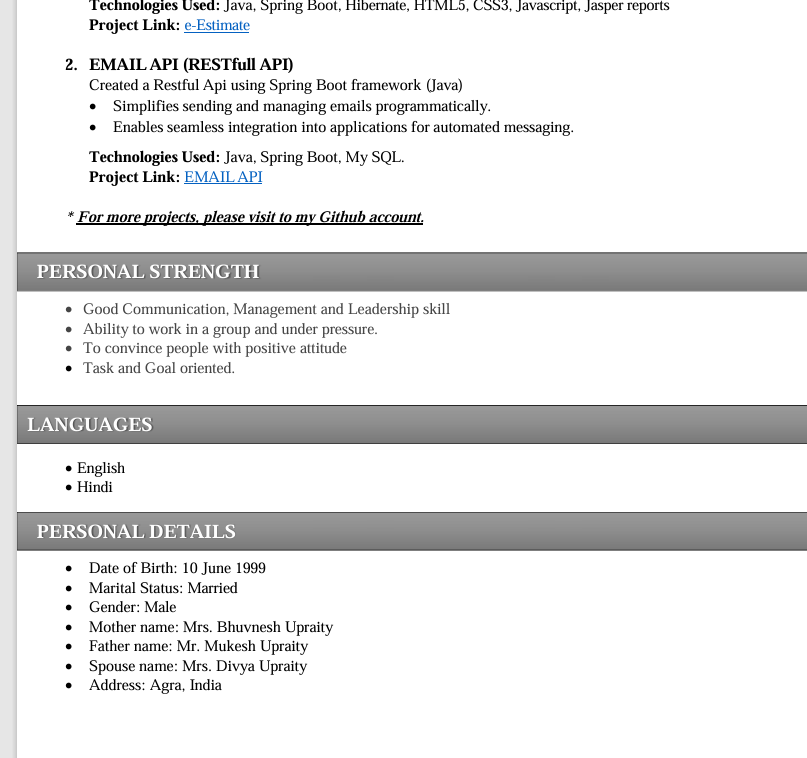 Technologies Used: Java, Spring Boot, Hibernate, HTML5, CSS3, Javascript, Jasper reports
Project Link: e-Estimate
2. EMAIL API (RESTfull API)
Created a Restful Api using Spring Boot framework (Java)
• Simplifies sending and managing emails programmatically.
• Enables seamless integration into applications for automated messaging.
Technologies Used: Java, Spring Boot, My SQL.
Project Link: EMAIL API
* For more projects, please visit to my Github account.
PERSONAL STRENGTH
• Good Communication, Management and Leadership skill
• Ability to work in a group and under pressure.
• To convince people with positive attitude
• Task and Goal oriented.
LANGUAGES
• English
• Hindi
PERSONAL DETAILS
• Date of Birth: 10 June 1999
• Marital Status: Married
• Gender: Male
• Mother name: Mrs. Bhuvnesh Upraity
• Father name: Mr. Mukesh Upraity
• Spouse name: Mrs. Divya Upraity
• Address: Agra, India